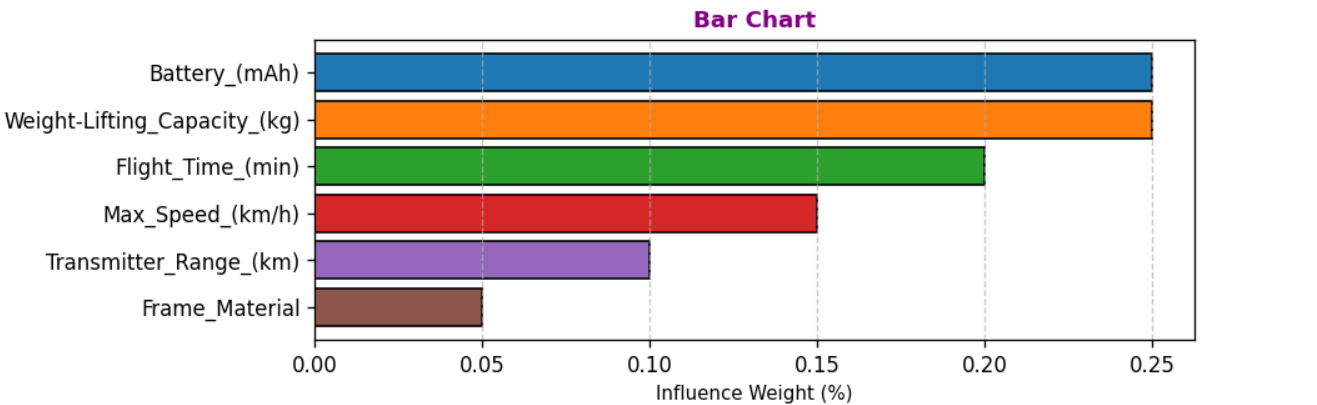 Bar Chart
Battery_(mAh)
Weight-Lifting_Capacity_(kg)
Flight_Time_(min)
Max_Speed_(km/h)
Transmitter_Range_(km)
Frame_Material
0.00 0.05 0.10 0.15 0.20 0.25
Influence Weight (%)